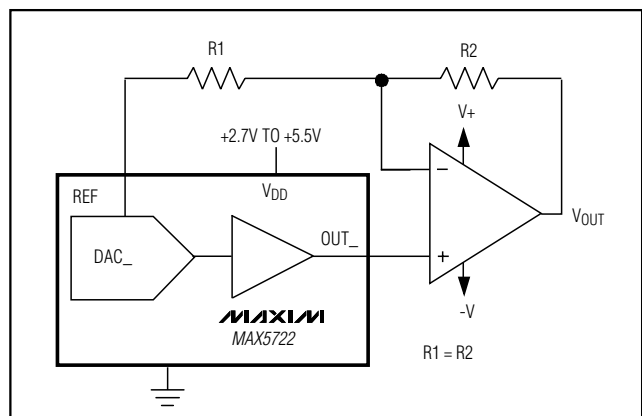 R1
R2
V+
+2.7V TO +5.5V
REF
VDD
−
DAC_
OUT_
VOUT
+
MAXIM
MAX5722
-V
R1 = R2